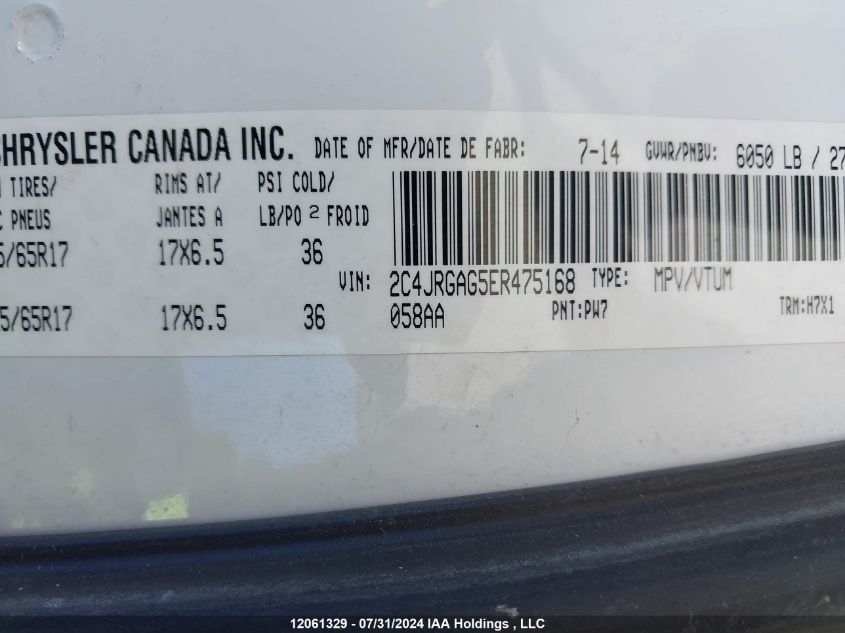 CHRYSLER CANADA INC. DATE OF MFR/DATE DE FABR: 7-14 GVWR/PNBV: 6050 LB / 27
TIRES/ RIMS AT/ PSI COLD/
PNEUS JANTES A LB/PO 2 FROID
5/65R17 17X6.5 36
VIN: 2C4JRGAG5ER475168 TYPE: MPV/VTUM
5/65R17 17X6.5 36 058AA PNT:PW7 TRM:H7X1
12061329 - 07/31/2024 IAA Holdings , LLC